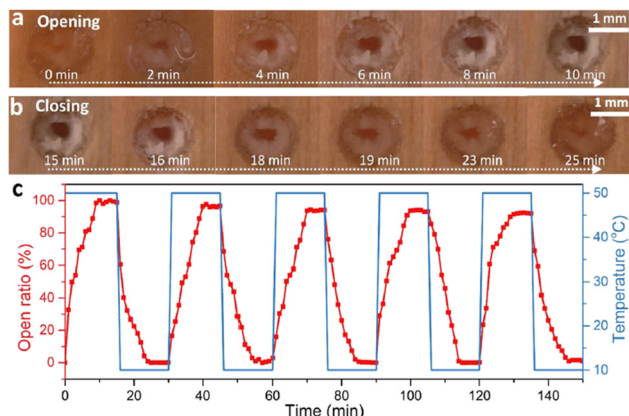 a Opening 1 mm
0 min 2 min 4 min 6 min 8 min 10 min
b Closing 1 mm
15 min 16 min 18 min 19 min 23 min 25 min
c
Open ratio (%)
100
80
60
40
20
0
Temperature (°C)
50
40
30
20
10
0 20 40 60 80 100 120 140
Time (min)